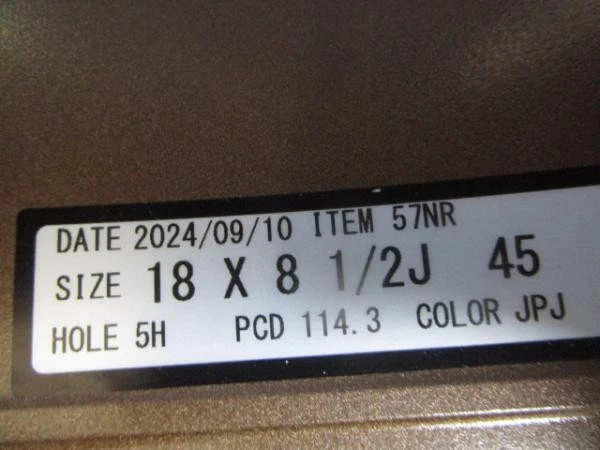 DATE 2024/09/10 ITEM 57NR
SIZE 18 X 8 1/2J 45
HOLE 5H PCD 114.3 COLOR JPJ